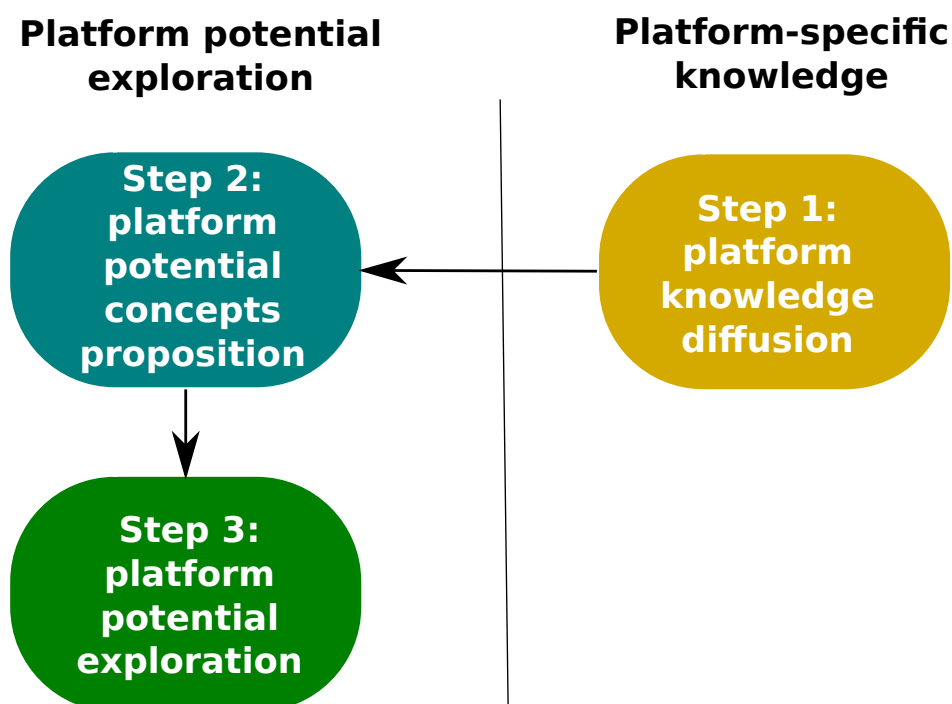 Platform potential
exploration
Platform-specific
knowledge
Step 2:
platform
potential
concepts
proposition
Step 1:
platform
knowledge
diffusion
Step 3:
platform
potential
exploration